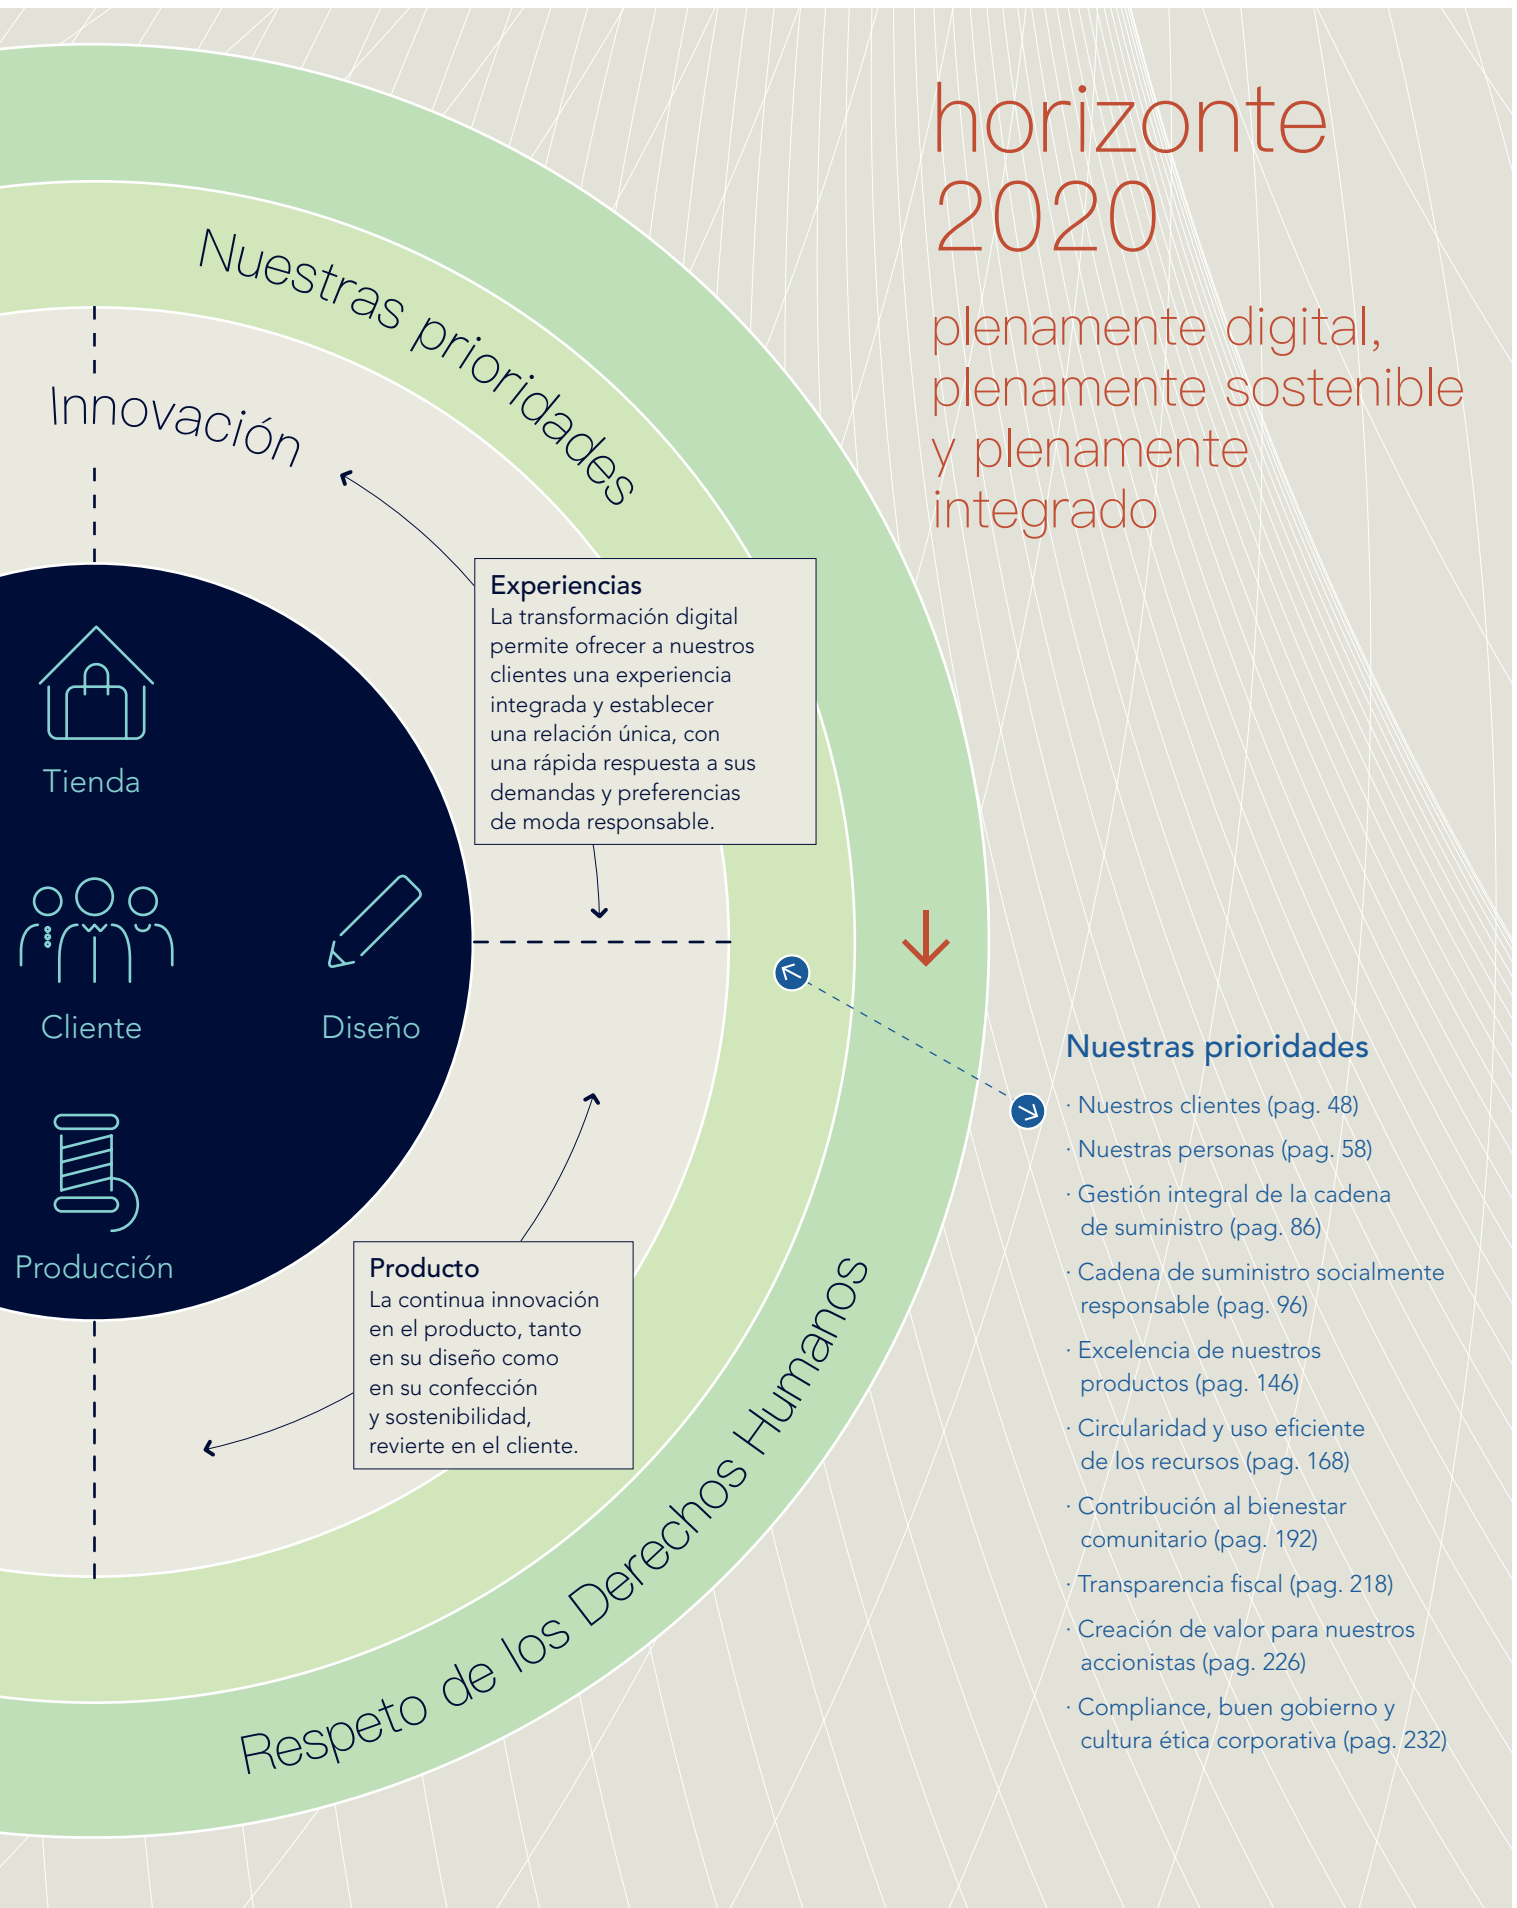 horizonte
2020
plenamente digital,
plenamente sostenible
y plenamente
integrado
Nuestras prioridades
Innovación
Experiencias
La transformación digital
permite ofrecer a nuestros
clientes una experiencia
integrada y establecer
una relación única, con
una rápida respuesta a sus
demandas y preferencias
de moda responsable.
Tienda
Cliente
Diseño
Producción
Producto
La continua innovación
en el producto, tanto
en su diseño como
en su confección
y sostenibilidad,
revierte en el cliente.
Respeto de los Derechos Humanos
Nuestras prioridades
· Nuestros clientes (pag. 48)
· Nuestras personas (pag. 58)
· Gestión integral de la cadena
de suministro (pag. 86)
· Cadena de suministro socialmente
responsable (pag. 96)
· Excelencia de nuestros
productos (pag. 146)
· Circularidad y uso eficiente
de los recursos (pag. 168)
· Contribución al bienestar
comunitario (pag. 192)
· Transparencia fiscal (pag. 218)
· Creación de valor para nuestros
accionistas (pag. 226)
· Compliance, buen gobierno y
cultura ética corporativa (pag. 232)